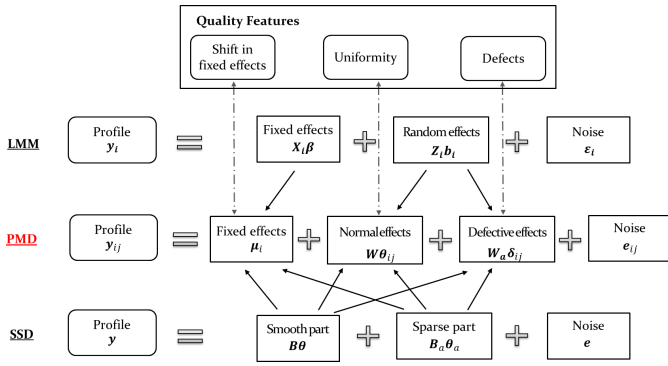 Quality Features
Shift in
fixed effects
Uniformity
Defects
LMM
Profile
y_i
=
Fixed effects
X_iβ
+
Random effects
Z_ib_i
+
Noise
ε_i
PMD
Profile
y_ij
=
Fixed effects
μ_i
+
Normal effects
Wθ_ij
+
Defective effects
W_aδ_ij
+
Noise
e_ij
SSD
Profile
y
=
Smooth part
Bθ
+
Sparse part
B_aθ_a
+
Noise
e